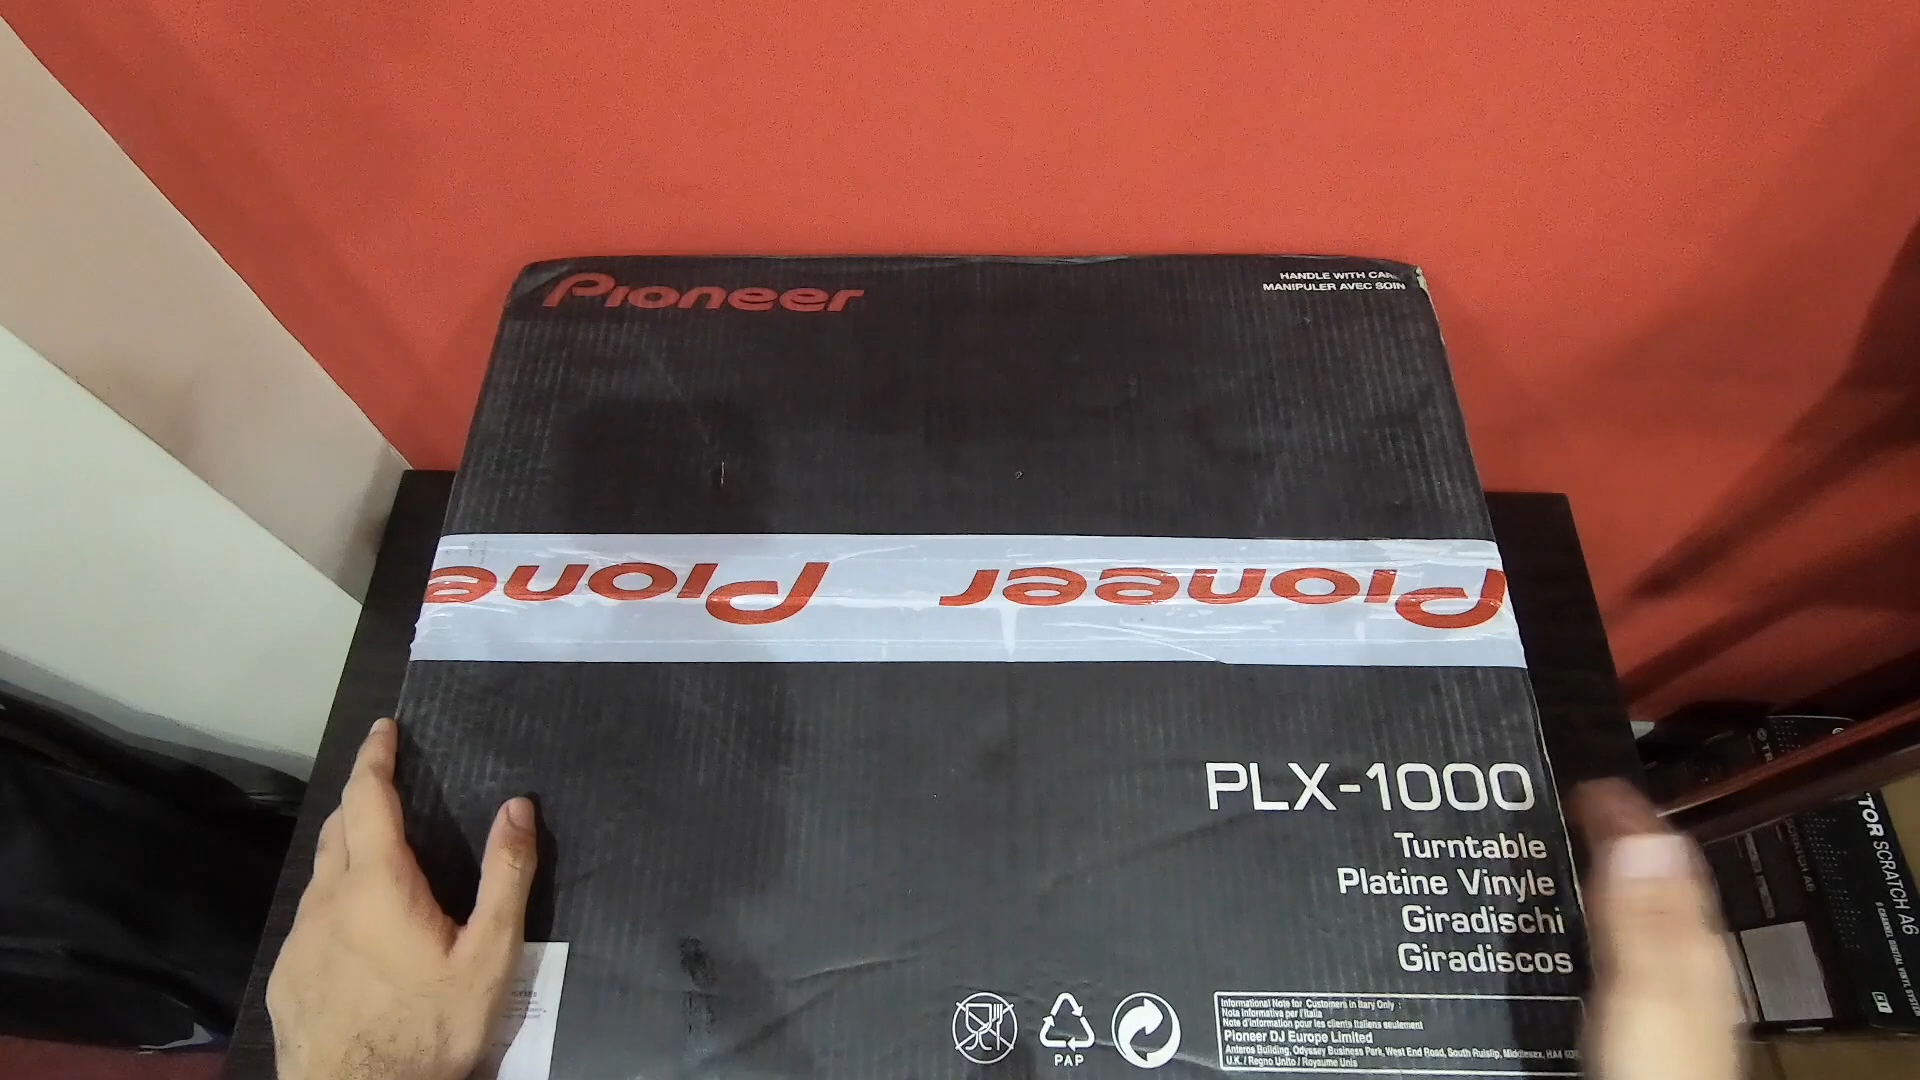 Pioneer
HANDLE WITH CARE
MANIPULER AVEC SOIN
Pione
Pioneer
PLX-1000
Turntable
Platine Vinyle
Giradischi
Giradiscos
PAP
Informational Note for Customers in Italy Only :
Nota Informativa per l'Italia
Note d'information pour les clients Italiens seulement
Pioneer DJ Europe Limited
Anteros Building, Odyssey Business Park, West End Road, South Ruislip, Middlesex, HA4
U.K. / Regno Unito / Royaume Unis
TOR SCRATCH A6